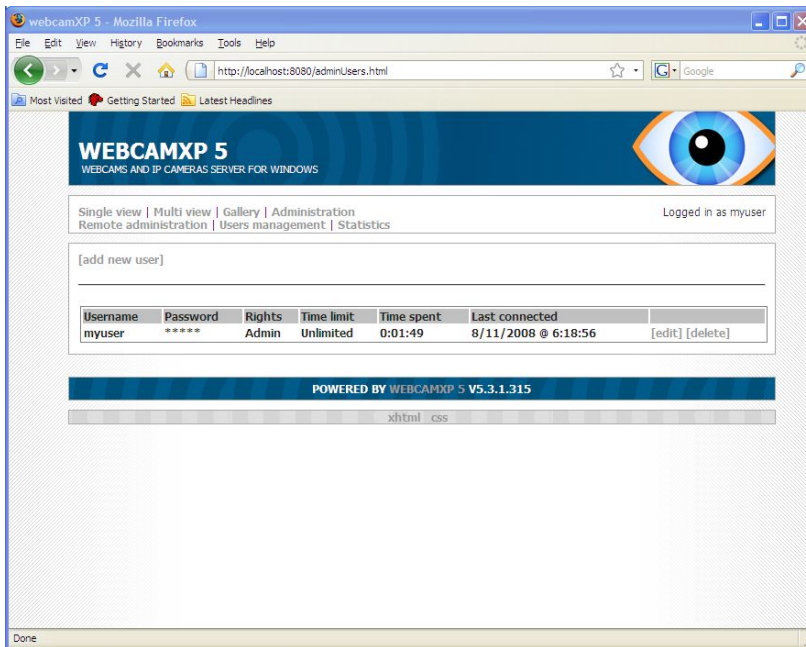 webcamXP 5 - Mozilla Firefox
File Edit View History Bookmarks Tools Help
http://localhost:8080/adminUsers.html
G Google
Most Visited Getting Started Latest Headlines
WEBCAMXP 5
WEBCAMS AND IP CAMERAS SERVER FOR WINDOWS
Single view | Multi view | Gallery | Administration
Logged in as myuser
Remote administration | Users management | Statistics
[add new user]
Username Password Rights Time limit Time spent Last connected
myuser ***** Admin Unlimited 0:01:49 8/11/2008 @ 6:18:56 [edit] [delete]
POWERED BY WEBCAMXP 5 V5.3.1.315
xhtml css
Done